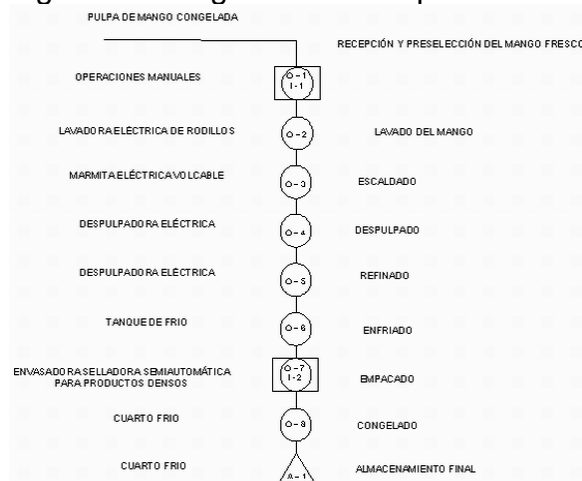 PULPA DE MANGO CONGELADA
RECEPCIÓN Y PRESELECCIÓN DEL MANGO FRESCO
OPERACIONES MANUALES
O-1
I-1
LAVADORA ELÉCTRICA DE RODILLOS
O-2
LAVADO DEL MANGO
MARMITA ELÉCTRICA VOLCABLE
O-3
ESCALDADO
DESPULPADORA ELÉCTRICA
O-4
DESPULPADO
DESPULPADORA ELÉCTRICA
O-5
REFINADO
TANQUE DE FRIO
O-6
ENFRIADO
ENVASADORA SELLADORA SEMIAUTOMÁTICA
PARA PRODUCTOS DENSOS
O-7
I-2
EMPACADO
CUARTO FRIO
O-8
CONGELADO
CUARTO FRIO
A-1
ALMACENAMIENTO FINAL